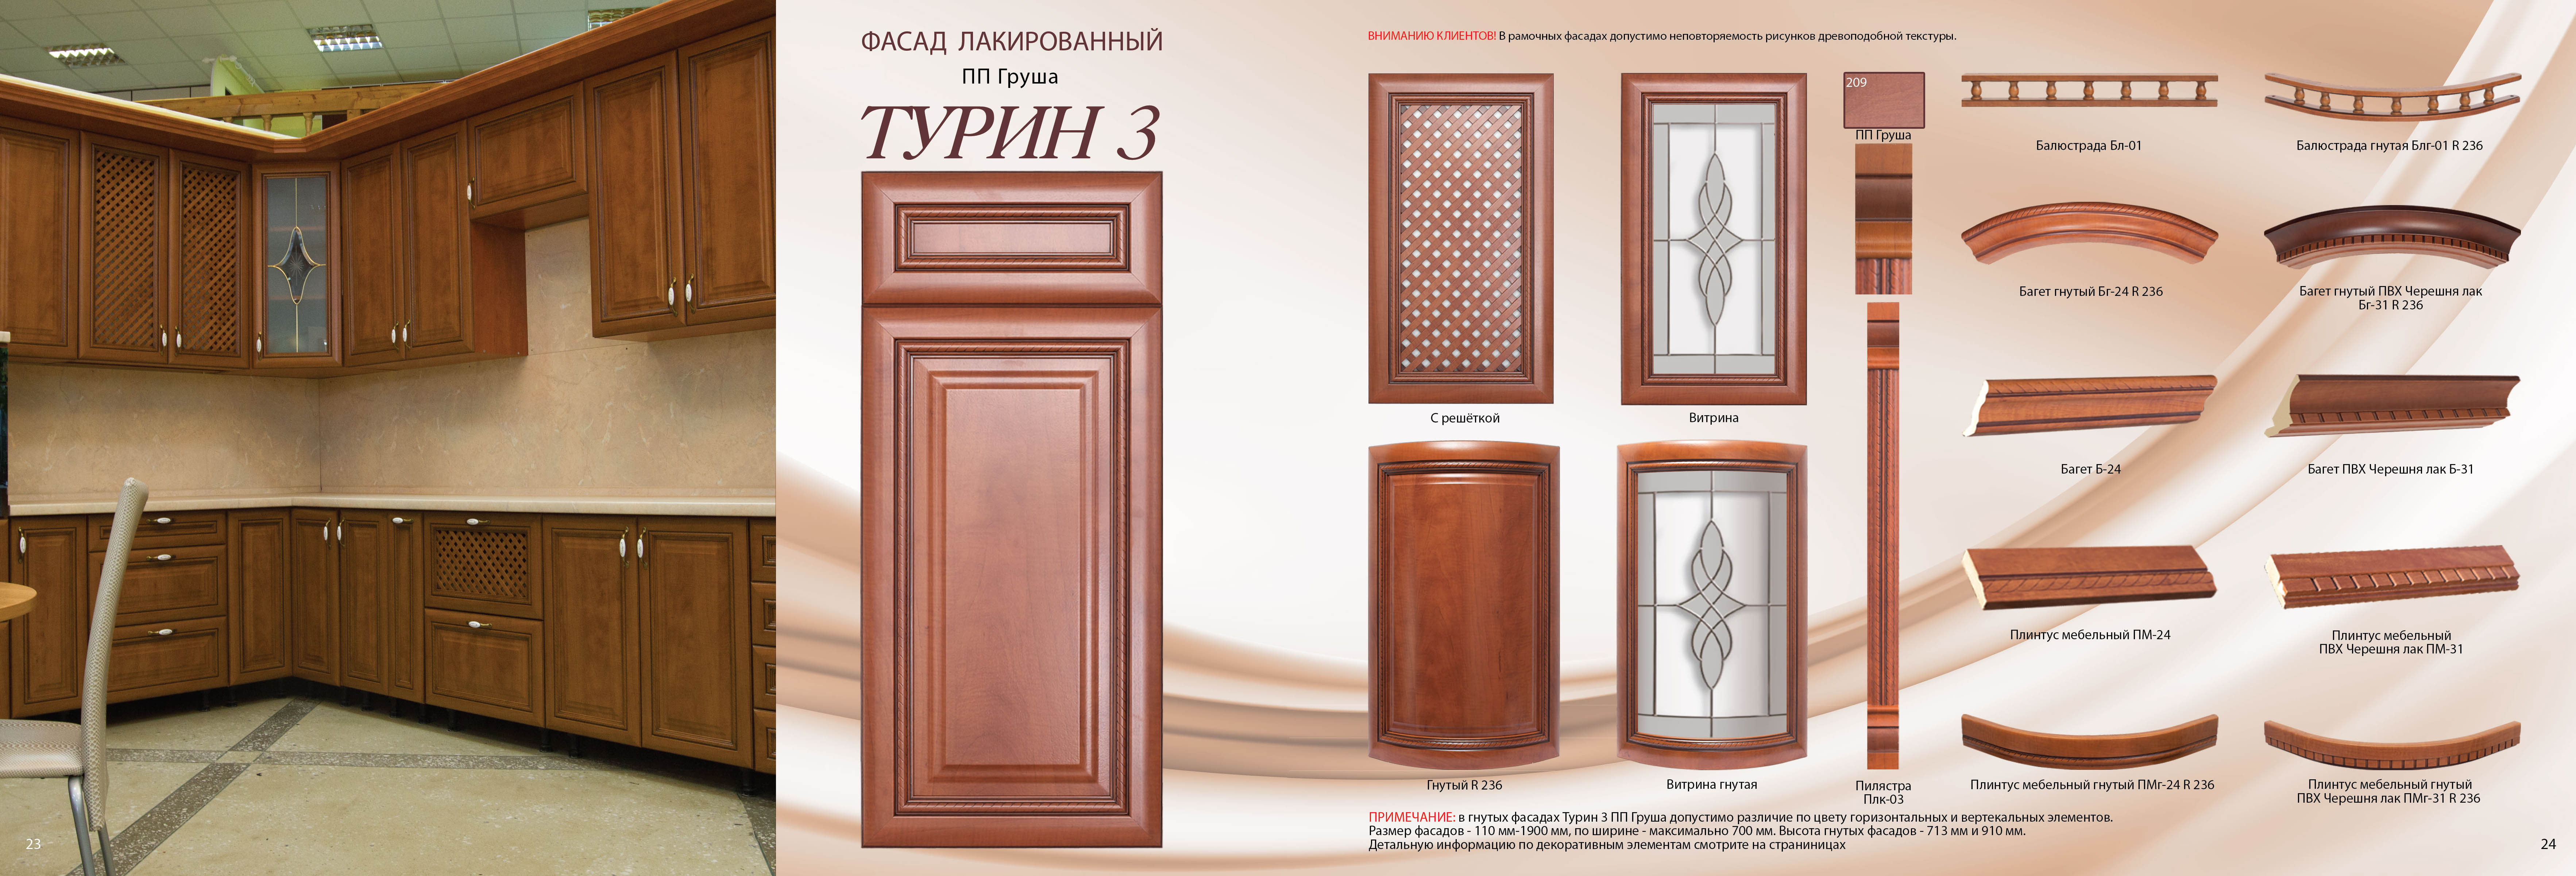 ФАСАД ЛАКИРОВАННЫЙ
ПП Груша
ТУРИН 3
ВНИМАНИЮ КЛИЕНТОВ! В рамочных фасадах допустимо неповторяемость рисунков древоподобной текстуры.
С решёткой
Витрина
209
ПП Груша
Балюстрада Бл-01
Балюстрада гнутая Блг-01 R 236
Багет гнутый Бг-24 R 236
Багет гнутый ПВХ Черешня лак
Бг-31 R 236
Багет Б-24
Багет ПВХ Черешня лак Б-31
Плинтус мебельный ПМ-24
Плинтус мебельный
ПВХ Черешня лак ПМ-31
Гнутый R 236
Витрина гнутая
Пилястра
Плк-03
Плинтус мебельный гнутый ПМг-24 R 236
Плинтус мебельный гнутый
ПВХ Черешня лак ПМг-31 R 236
ПРИМЕЧАНИЕ: в гнутых фасадах Турин 3 ПП Груша допустимо различие по цвету горизонтальных и вертекальных элементов.
Размер фасадов - 110 мм-1900 мм, по ширине - максимально 700 мм. Высота гнутых фасадов - 713 мм и 910 мм.
Детальную информацию по декоративным элементам смотрите на страниницах
23
24